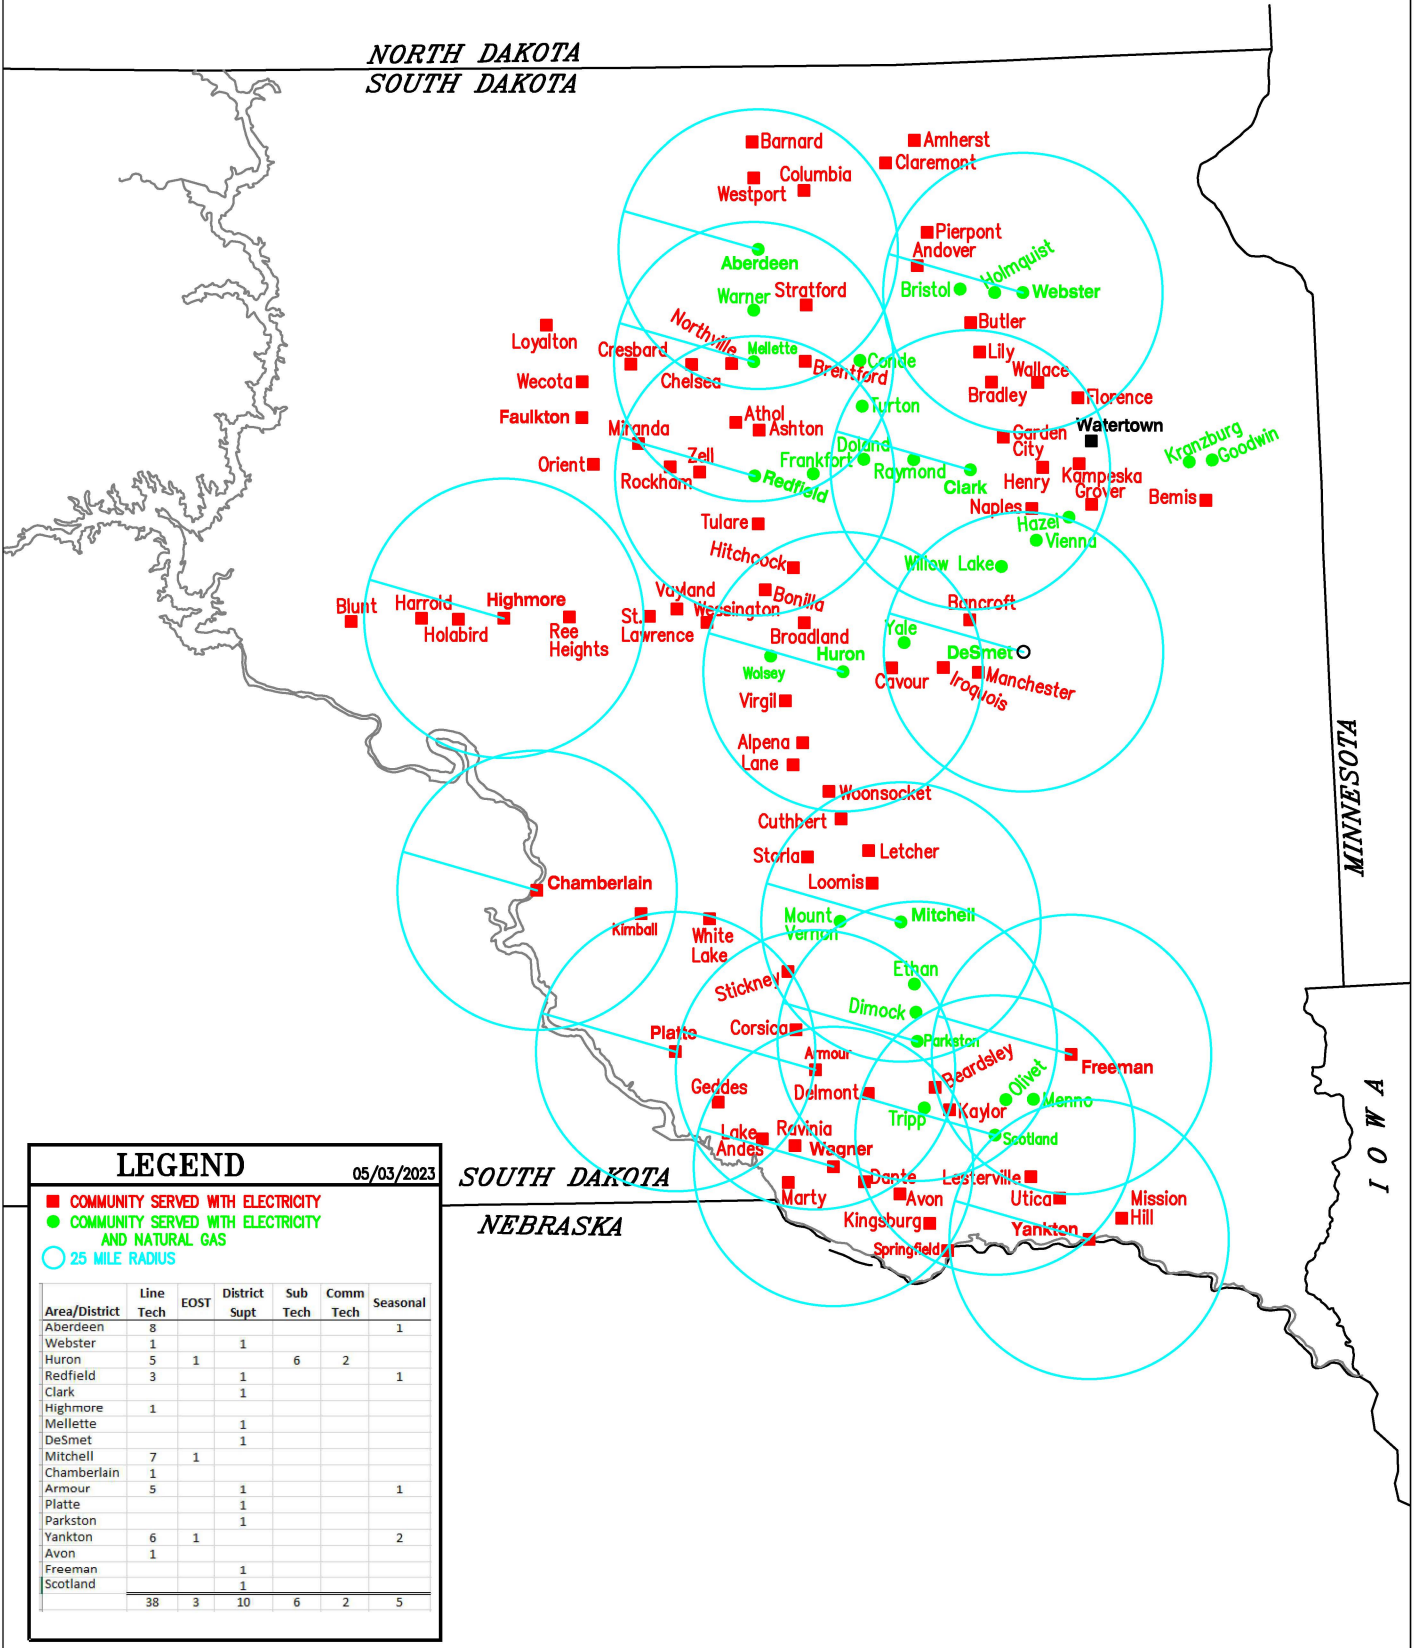 NORTH DAKOTA
SOUTH DAKOTA
Barnard
Amherst
Claremont
Columbia
Westport
Pierpont
Andover
Holmquist
Aberdeen
Bristol
Webster
Warner
Stratford
Butler
Loyalton
Northville
Cresbard
Mellette
Conde
Lily
Wallace
Wecota
Chelsea
Brentford
Bradley
Florence
Faulkton
Turton
Miranda
Athol
Ashton
Garden
City
Watertown
Kranzburg
Goodwin
Orient
Rockham
Zell
Frankfort
Doland
Raymond
Redfield
Clark
Henry
Kampeska
Grover
Bemis
Naples
Hazel
Tulare
Vienna
Hitchcock
Willow Lake
Blunt
Harrold
Holabird
Highmore
Ree
Heights
Vayland
St.
Lawrence
Wessington
Bonilla
Broadland
Bancroft
Yale
Huron
DeSmet
Wolsey
Cavour
Iroquois
Manchester
Virgil
Alpena
Lane
Woonsocket
Cuthbert
Storla
Letcher
Loomis
MINNESOTA
Chamberlain
Kimball
White
Lake
Mount
Vernon
Mitchell
Stickney
Ethan
Dimock
Platte
Corsica
Parkston
Armour
Beardsley
Freeman
Geddes
Delmont
Olivet
Menno
Tripp
Kaylor
Lake
Andes
Ravinia
Wagner
Scotland
IOWA
Marty
Dante
Avon
Lesterville
Utica
Mission
Hill
Kingsburg
Yankton
Springfield
SOUTH DAKOTA
NEBRASKA
LEGEND 05/03/2023
COMMUNITY SERVED WITH ELECTRICITY
COMMUNITY SERVED WITH ELECTRICITY
AND NATURAL GAS
25 MILE RADIUS
Area/District Line Tech EOST District Supt Sub Tech Comm Tech Seasonal
Aberdeen 8 1
Webster 1 1
Huron 5 1 6 2
Redfield 3 1 1
Clark 1
Highmore 1
Mellette 1
DeSmet 1
Mitchell 7 1
Chamberlain 1
Armour 5 1 1
Platte 1
Parkston 1
Yankton 6 1 2
Avon 1
Freeman 1
Scotland 1
38 3 10 6 2 5